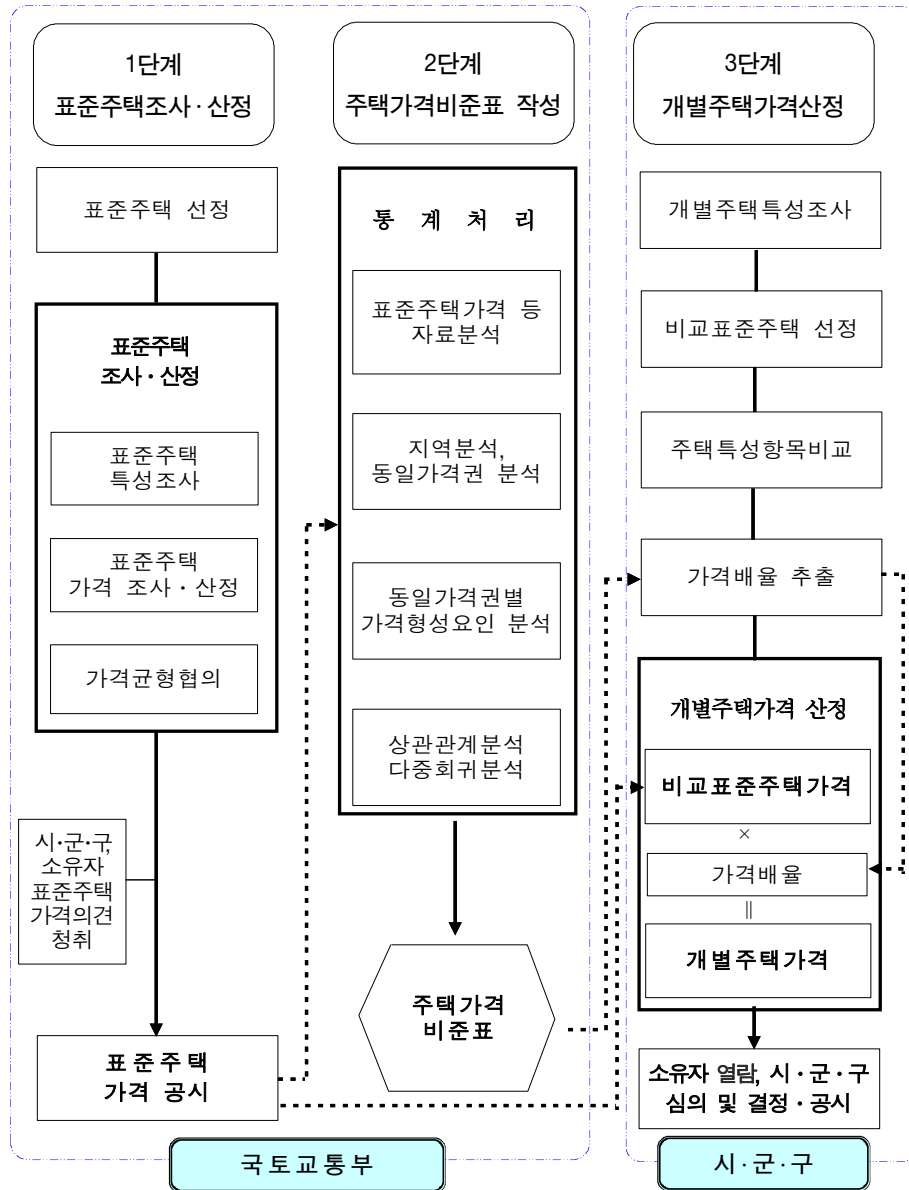 1단계
표준주택조사·산정
표준주택 선정
표준주택
조사·산정
표준주택
특성조사
표준주택
가격 조사·산정
가격균형협의
시·군·구,
소유자
표준주택
가격의견
청취
표준주택
가격 공시
2단계
주택가격비준표 작성
통 계 처 리
표준주택가격 등
자료분석
지역분석,
동일가격권 분석
동일가격권별
가격형성요인 분석
상관관계분석
다중회귀분석
주택가격
비준표
국토교통부
3단계
개별주택가격산정
개별주택특성조사
비교표준주택 선정
주택특성항목비교
가격배율 추출
개별주택가격 산정
비교표준주택가격
×
가격배율
॥
개별주택가격
소유자 열람, 시·군·구
심의 및 결정·공시
시·군·구